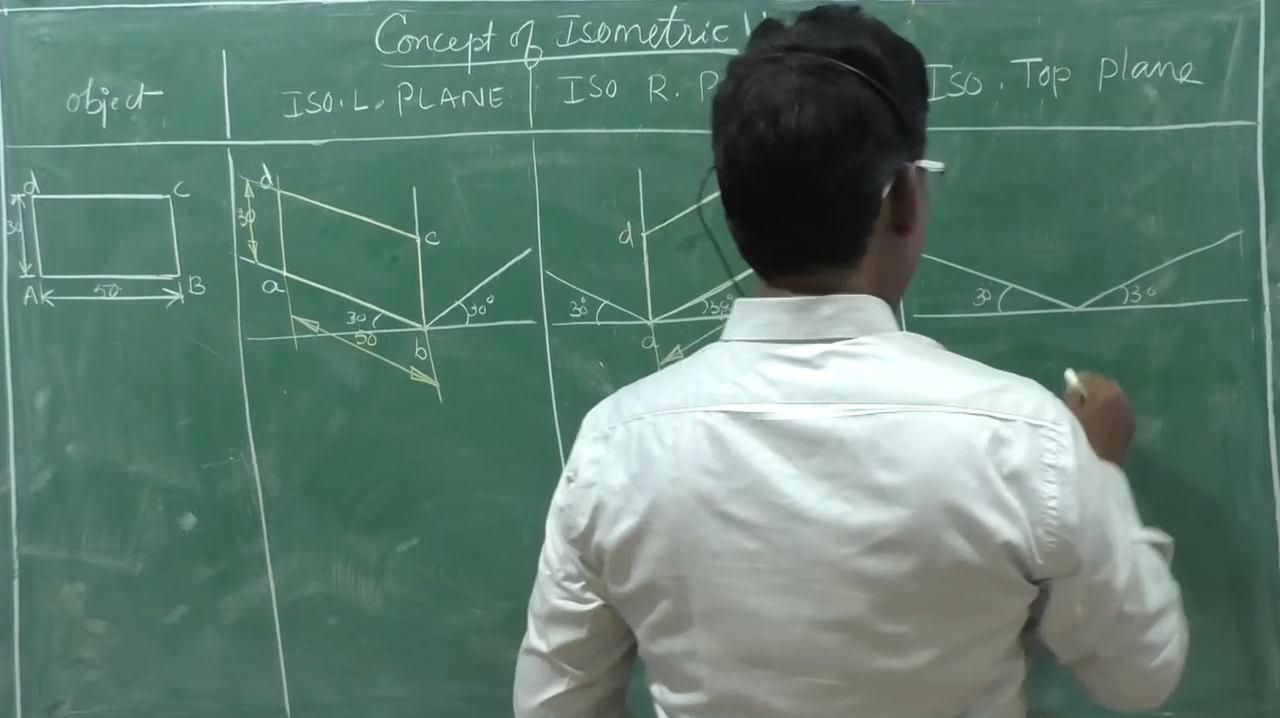 Concept of Isometric
object
ISO. L. PLANE
ISO R. P
ISO. Top plane
d
c
30
A
50
B
d
30
c
a
30
30°
50
b
d
30
30°
a
30
30